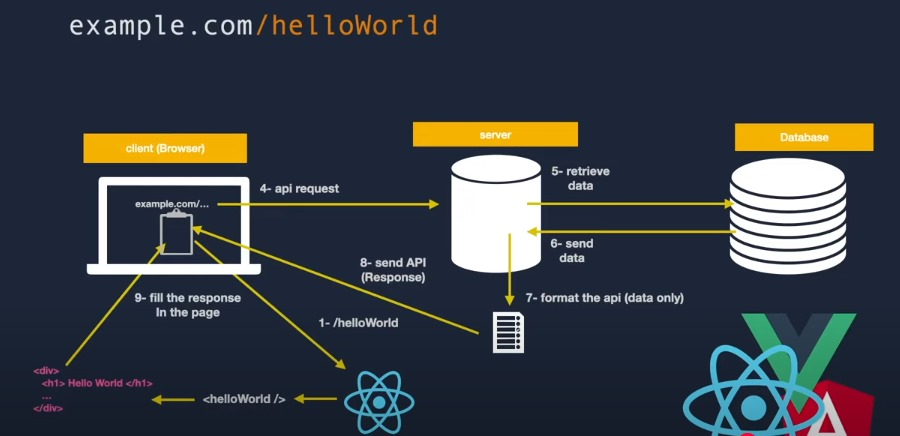 example.com/helloWorld
client (Browser)
server
Database
example.com/...
4- api request
5- retrieve
data
6- send
data
8- send API
(Response)
7- format the api (data only)
9- fill the response
In the page
1- /helloWorld
<div>
<h1> Hello World </h1>
...
</div>
<helloWorld />
A